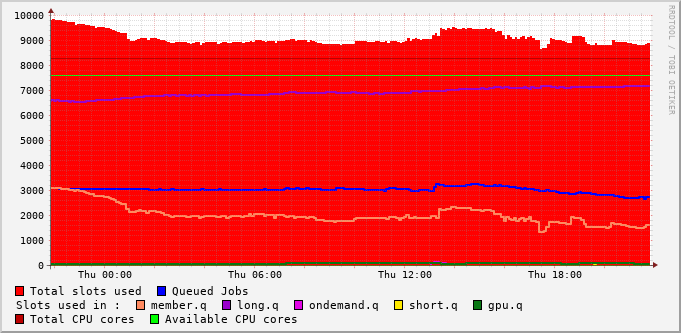 RRDTOOL / TOBI OETIKER
10000
9000
8000
7000
6000
5000
4000
3000
2000
1000
0
Thu 00:00 Thu 06:00 Thu 12:00 Thu 18:00
Total slots used Queued Jobs
Slots used in : member.q long.q ondemand.q short.q gpu.q
Total CPU cores Available CPU cores